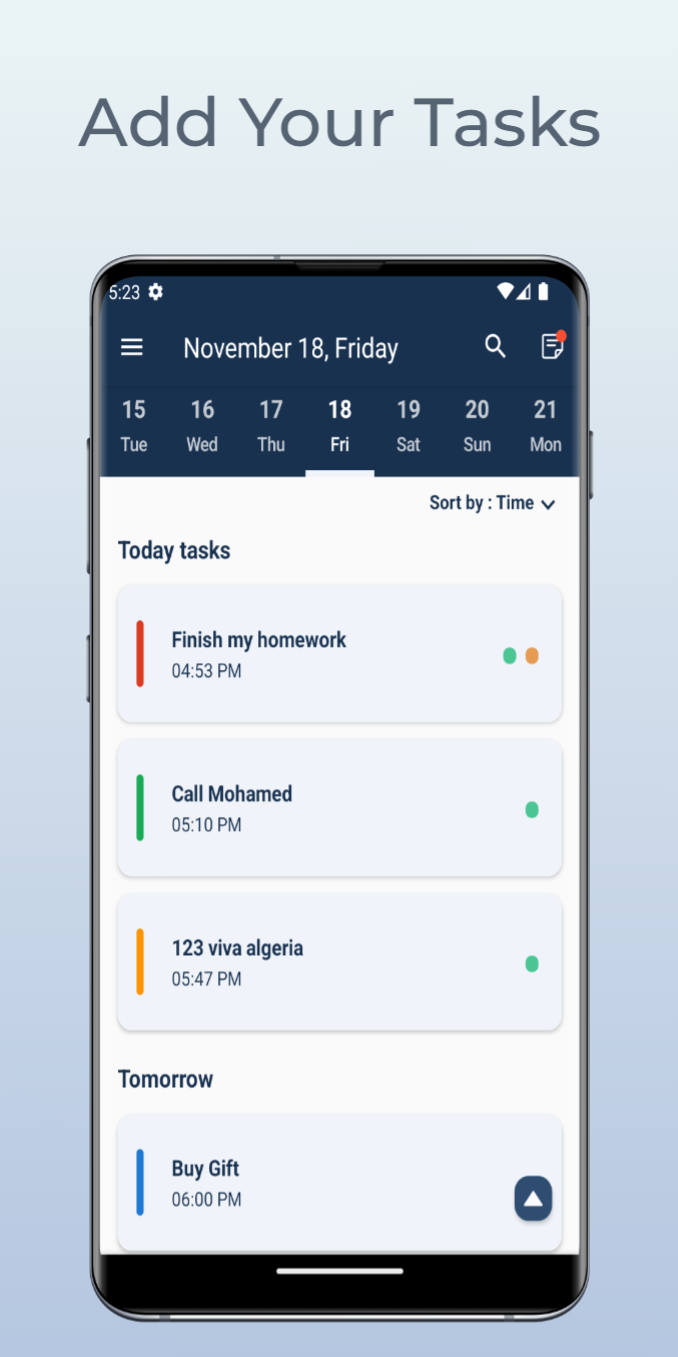 Add Your Tasks
5:23
November 18, Friday
15 16 17 18 19 20 21
Tue Wed Thu Fri Sat Sun Mon
Sort by : Time
Today tasks
Finish my homework
04:53 PM
Call Mohamed
05:10 PM
123 viva algeria
05:47 PM
Tomorrow
Buy Gift
06:00 PM